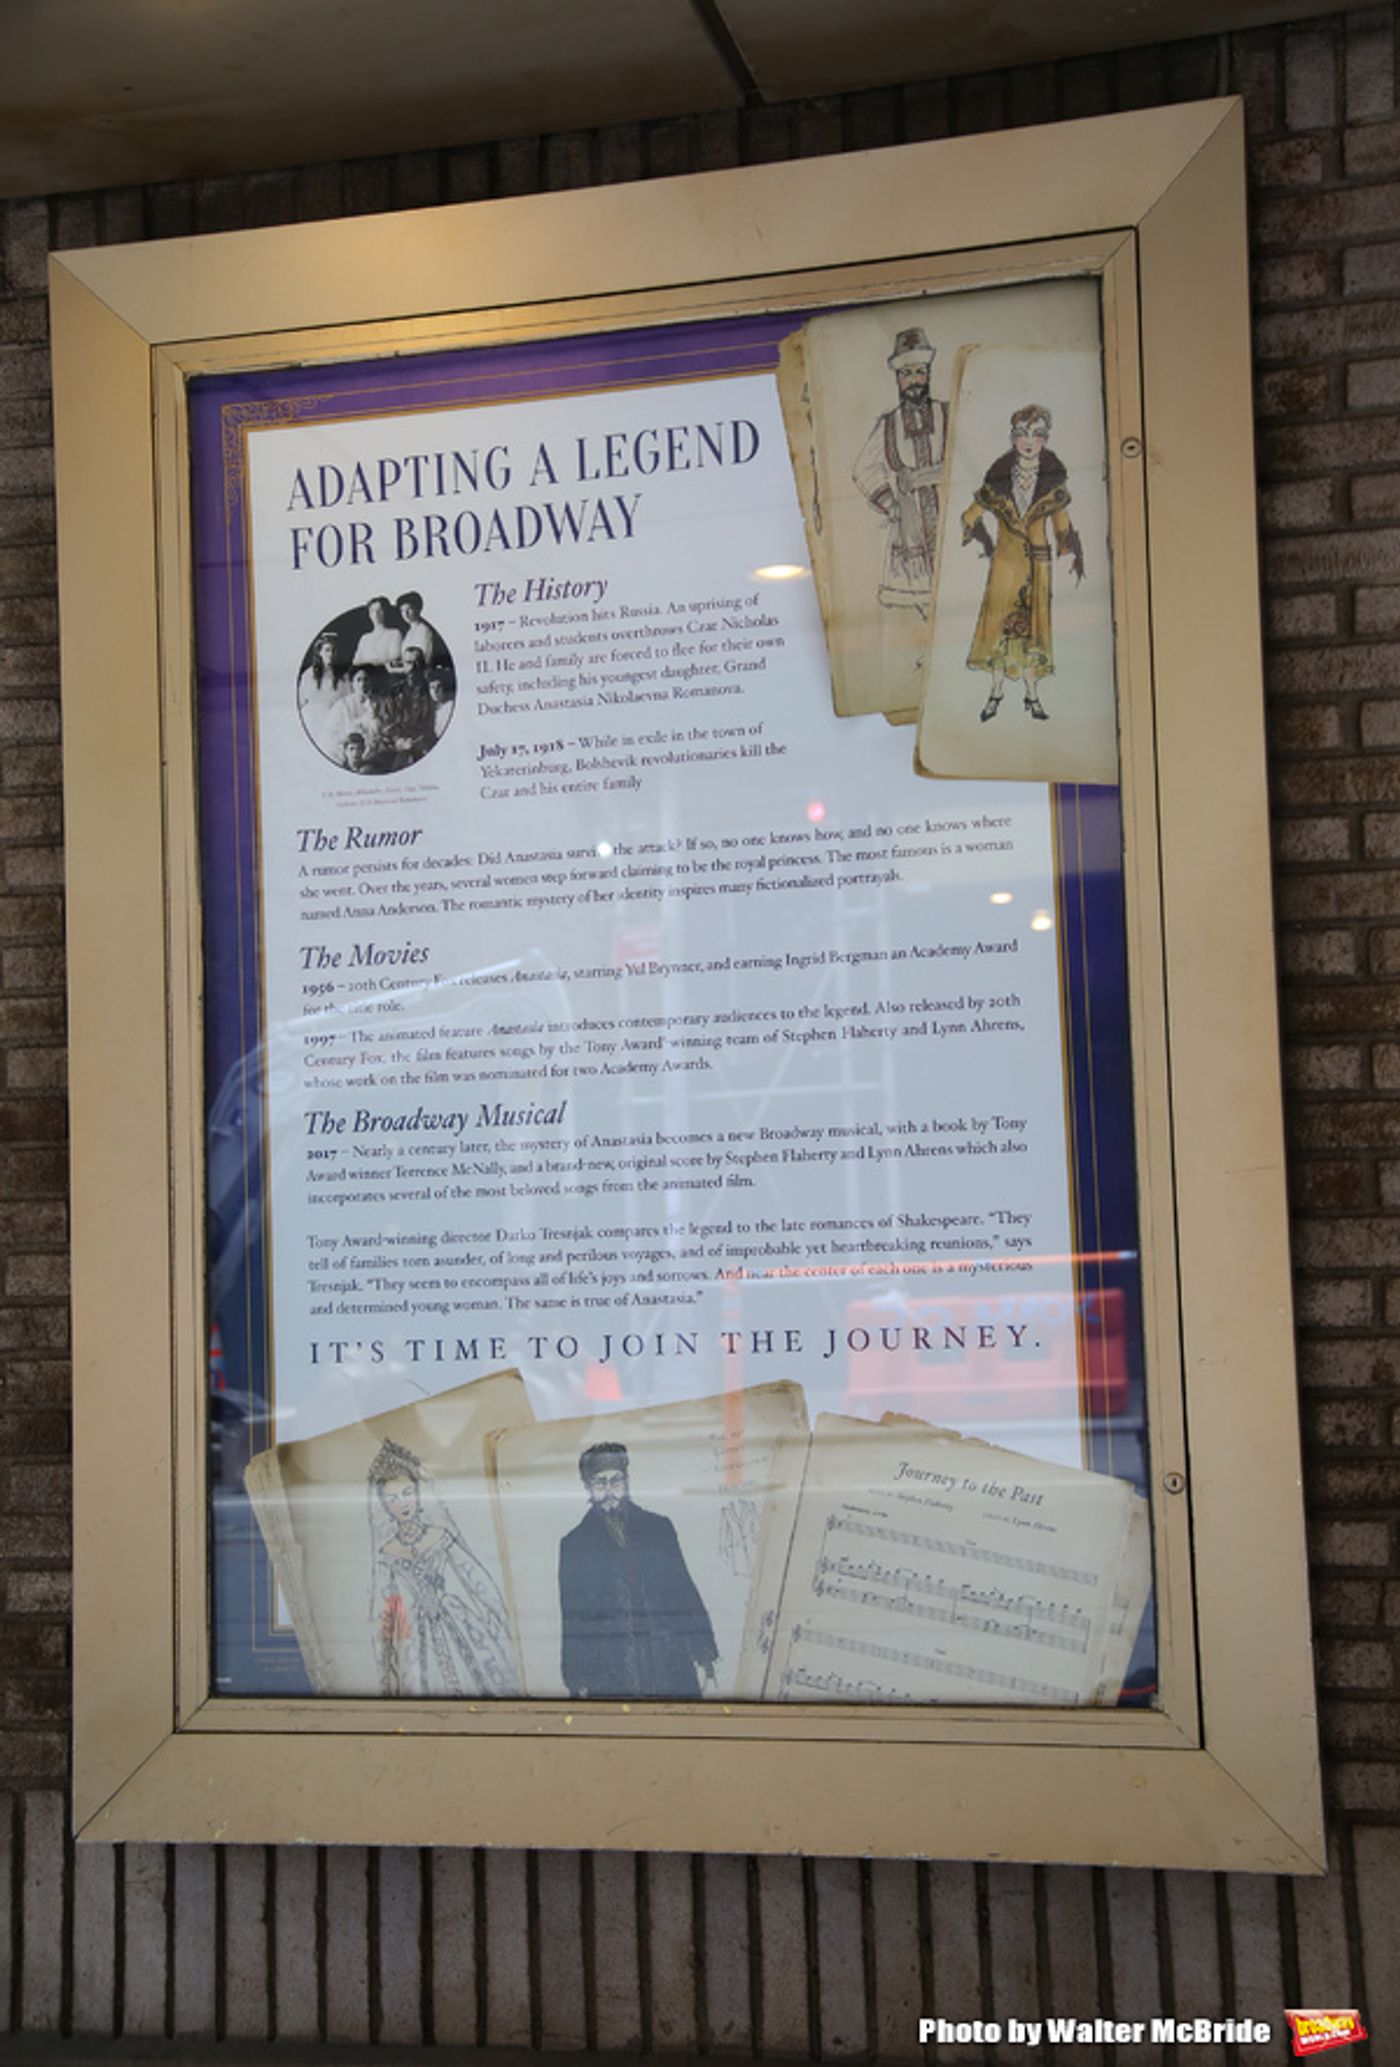 ADAPTING A LEGEND
FOR BROADWAY
The History
1917 – Revolution hits Russia. An uprising of
laborers and students overthrows Czar Nicholas
II. He and family are forced to flee for their own
safety, including his youngest daughter, Grand
Duchess Anastasia Nikolaevna Romanova.
July 17, 1918 – While in exile in the town of
Yekaterinburg, Bolshevik revolutionaries kill the
Czar and his entire family
The Rumor
A rumor persists for decades: Did Anastasia survive the attack? If so, no one knows how, and no one knows where
she went. Over the years, several women step forward claiming to be the royal princess. The most famous is a woman
named Anna Anderson. The romantic mystery of her identity inspires many fictionalized portrayals.
The Movies
1956 – 20th Century Fox releases Anastasia, starring Yul Brynner, and earning Ingrid Bergman an Academy Award
for the title role.
1997 – The animated feature Anastasia introduces contemporary audiences to the legend. Also released by 20th
Century Fox, the film features songs by the Tony Award®-winning team of Stephen Flaherty and Lynn Ahrens,
whose work on the film was nominated for two Academy Awards.
The Broadway Musical
2017 – Nearly a century later, the mystery of Anastasia becomes a new Broadway musical, with a book by Tony
Award winner Terrence McNally, and a brand-new, original score by Stephen Flaherty and Lynn Ahrens which also
incorporates several of the most beloved songs from the animated film.
Tony Award-winning director Darko Tresnjak compares the legend to the late romances of Shakespeare. “They
tell of families torn asunder, of long and perilous voyages, and of improbable yet heartbreaking reunions,” says
Tresnjak. “They seem to encompass all of life’s joys and sorrows. And near the center of each one is a mysterious
and determined young woman. The same is true of Anastasia.”
IT’S TIME TO JOIN THE JOURNEY.
Journey to the Past
Stephen Flaherty
Lynn Ahrens
Photo by Walter McBride